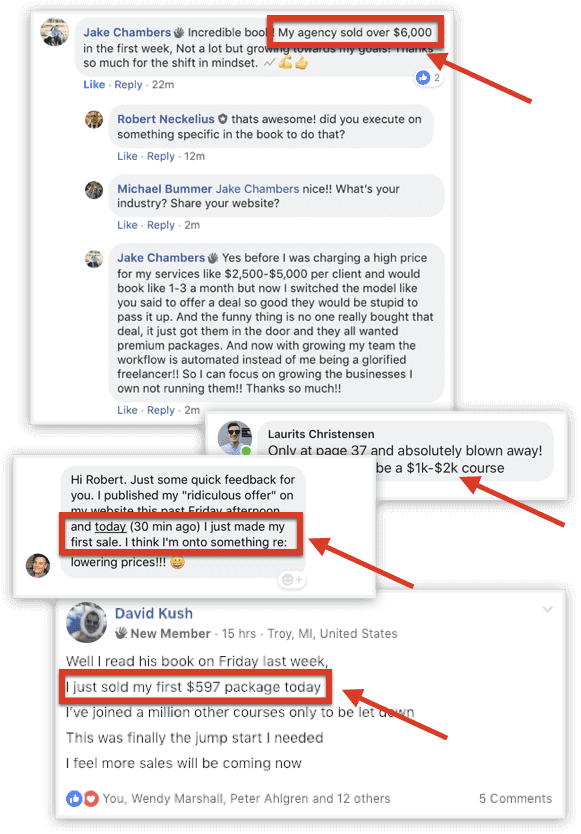 Jake Chambers Incredible book! My agency sold over $6,000
in the first week, Not a lot but growing towards my goals! Thanks
so much for the shift in mindset.
2
Like · Reply · 22m
Robert Neckelius thats awesome! did you execute on
something specific in the book to do that?
Like · Reply · 12m
Michael Bummer Jake Chambers nice!! What's your
industry? Share your website?
Like · Reply · 2m
Jake Chambers Yes before I was charging a high price
for my services like $2,500-$5,000 per client and would
book like 1-3 a month but now I switched the model like
you said to offer a deal so good they would be stupid to
pass it up. And the funny thing is no one really bought that
deal, it just got them in the door and they all wanted
premium packages. And now with growing my team the
workflow is automated instead of me being a glorified
freelancer!! So I can focus on growing the businesses I
own not running them!! Thanks so much!!
Like · Reply · 2m
Laurits Christensen
Only at page 37 and absolutely blown away!
be a $1k-$2k course
Hi Robert. Just some quick feedback for
you. I published my "ridiculous offer" on
my website this past Friday afternoon
and today (30 min ago) I just made my
first sale. I think I'm onto something re:
lowering prices!!!
David Kush
New Member · 15 hrs · Troy, MI, United States
Well I read his book on Friday last week,
I just sold my first $597 package today
I've joined a million other courses only to be let down
This was finally the jump start I needed
I feel more sales will be coming now
You, Wendy Marshall, Peter Ahlgren and 12 others
5 Comments